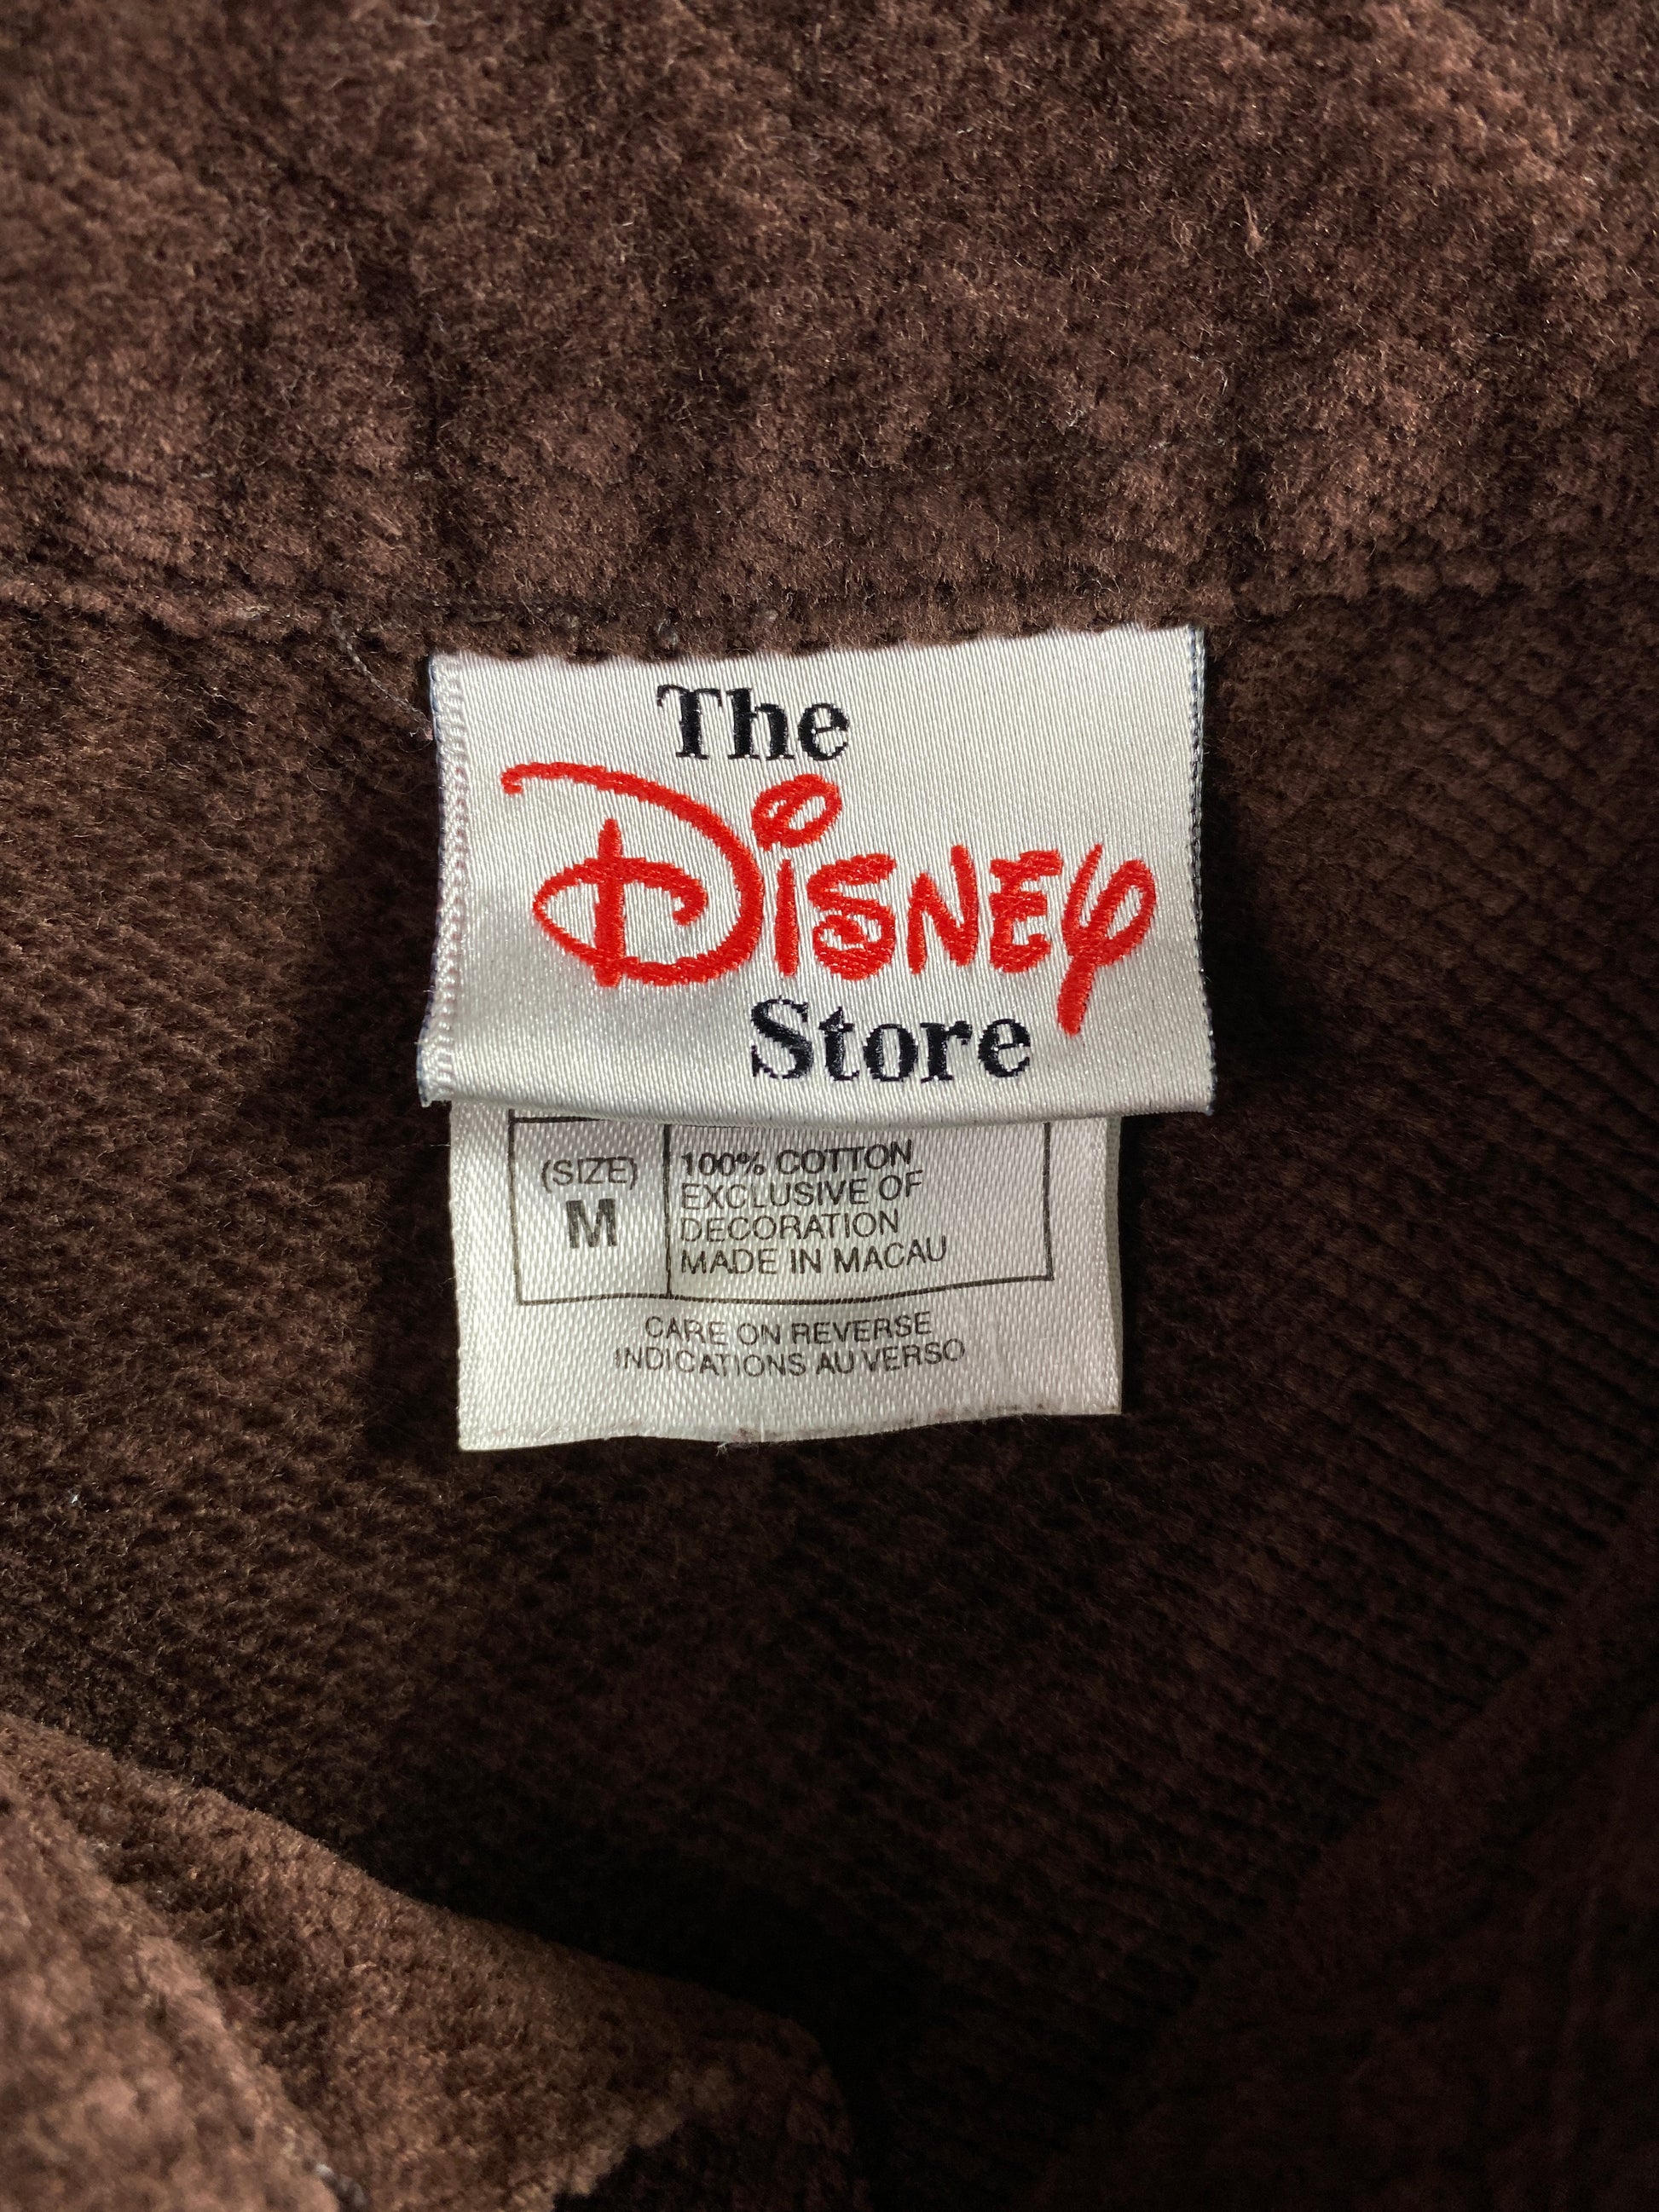 The
Disney
Store
(SIZE)
M
100% COTTON
EXCLUSIVE OF
DECORATION
MADE IN MACAU
CARE ON REVERSE
INDICATIONS AU VERSO